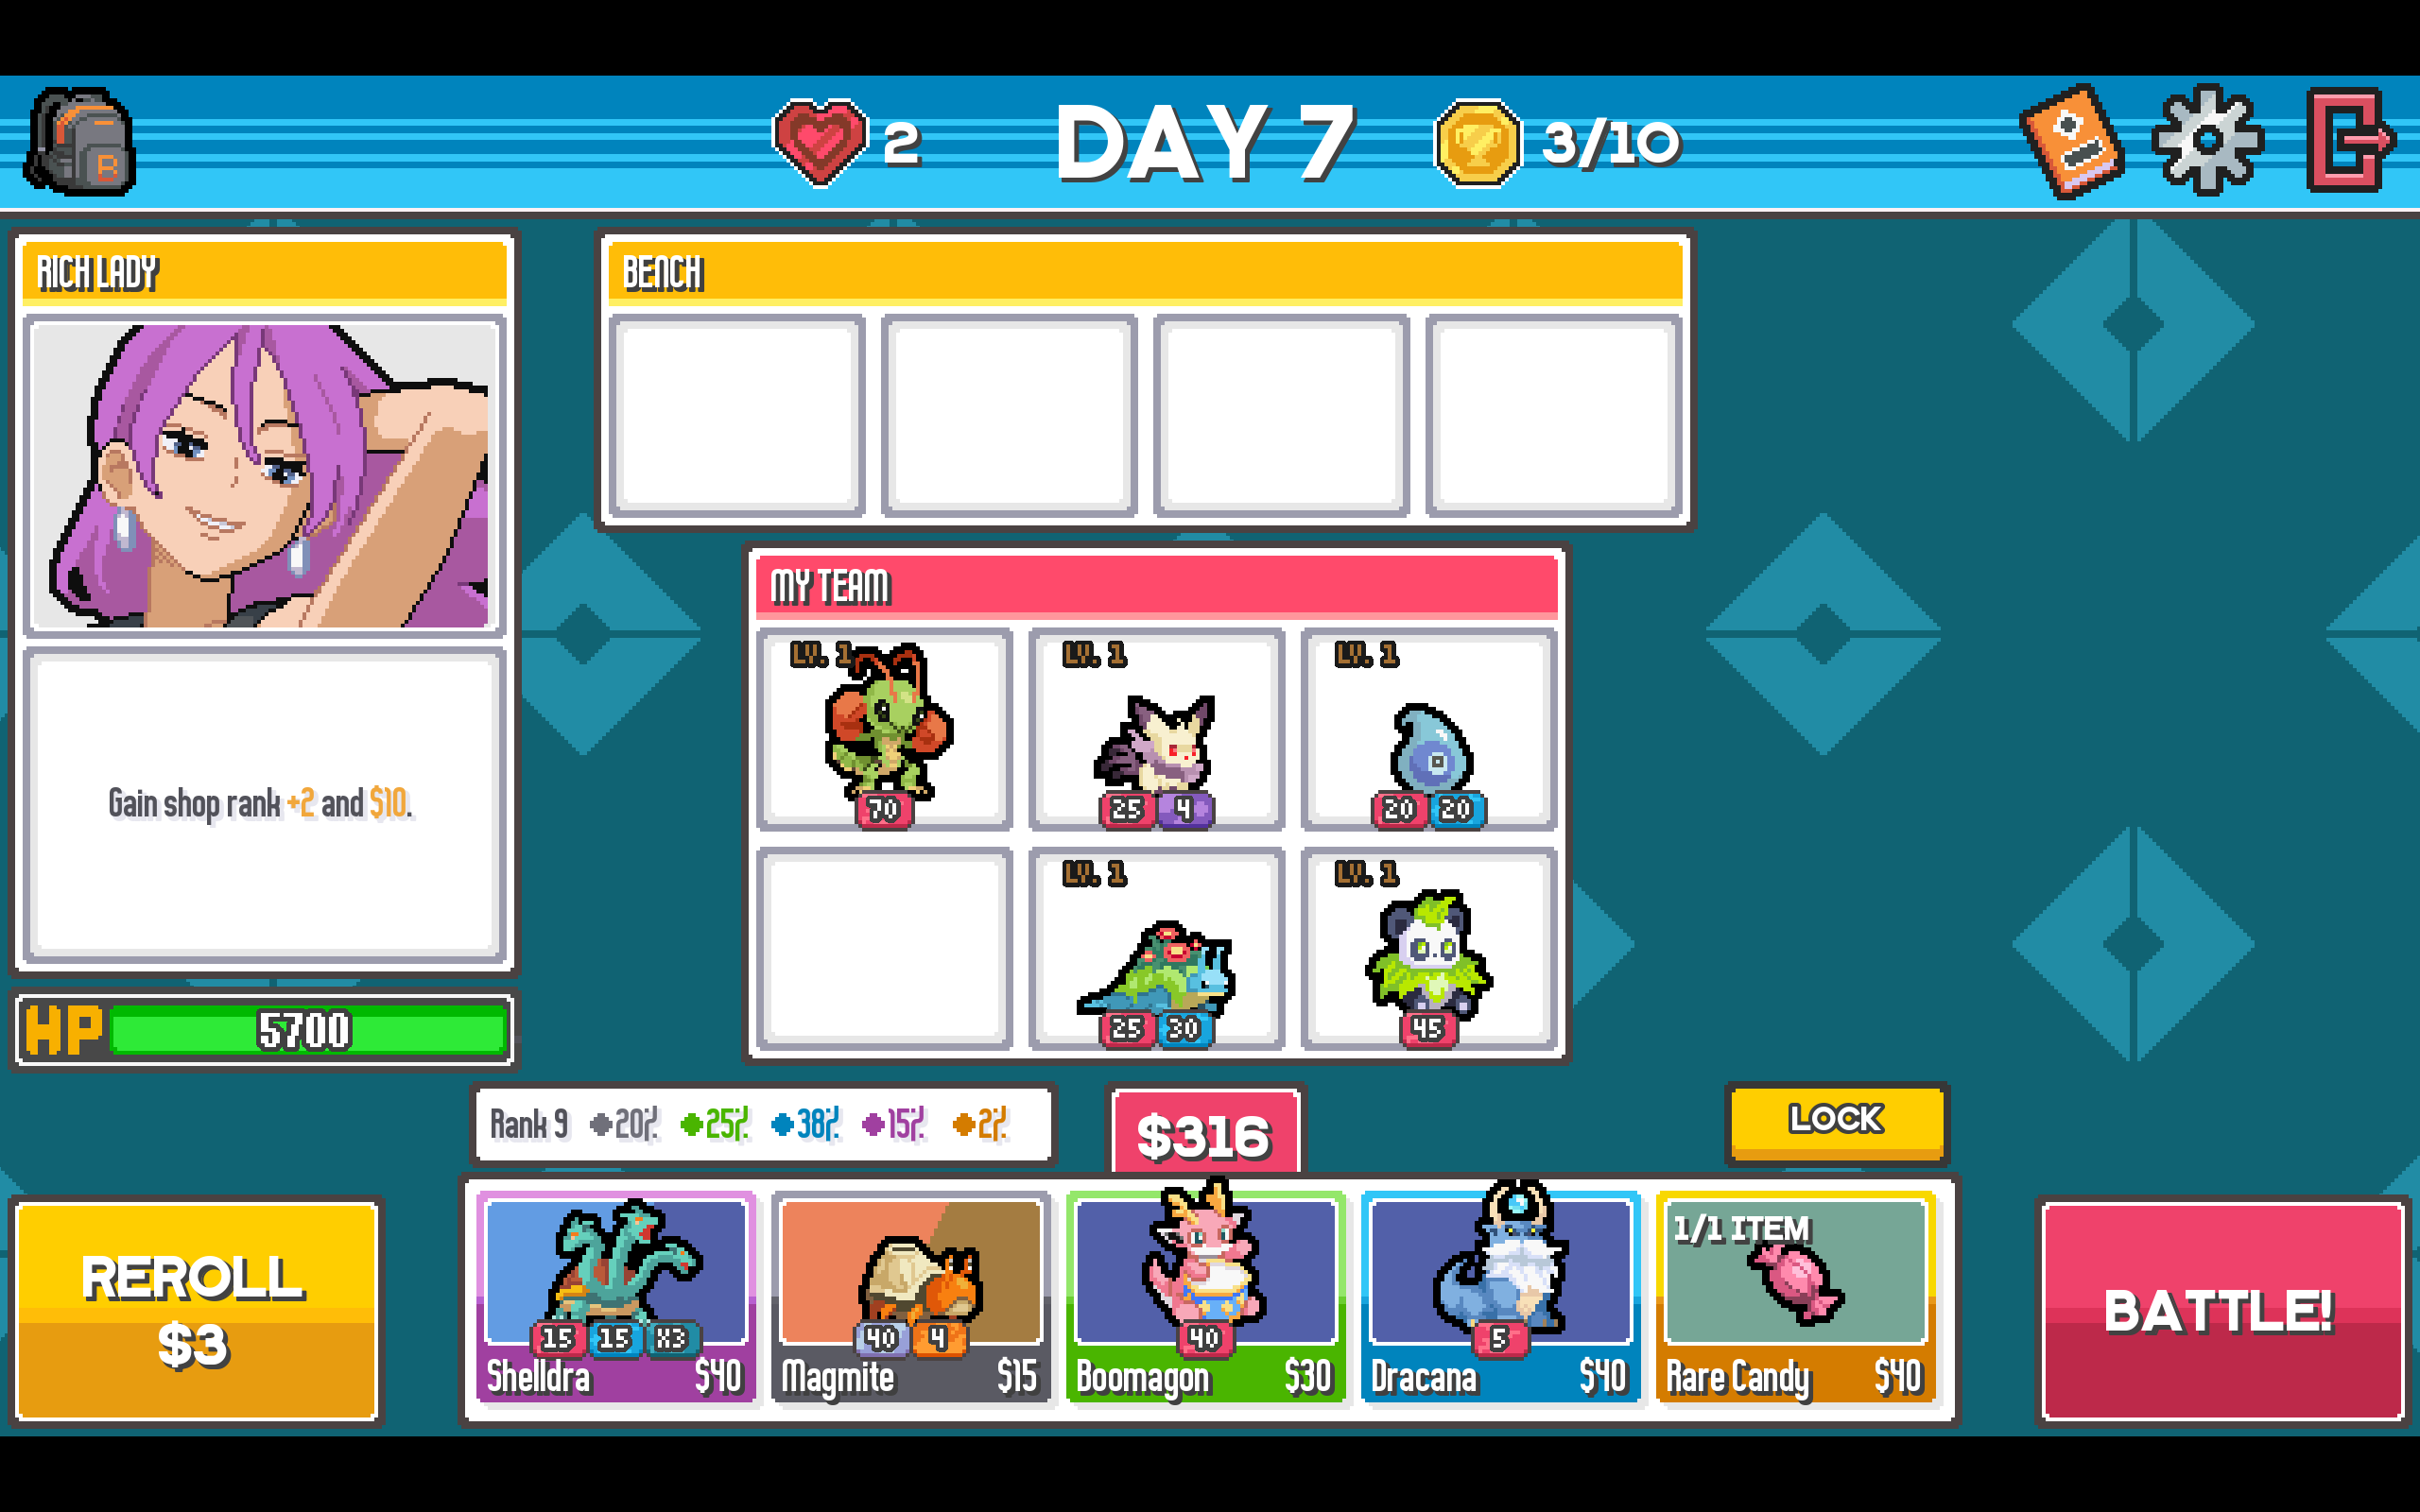 B
2
DAY 7
3/10
RICH LADY
BENCH
MY TEAM
LV. 1
LV. 1
LV. 1
70
25 4
20 20
LV. 1
LV. 1
25 30
45
Gain shop rank +2 and $10.
HP 5700
Rank 9 20% 25% 38% 15% 2%
$316
LOCK
REROLL
$3
15 15 X3
Shelldra $40
40 4
Magmite $15
40
Boomagon $30
5
Dracana $40
1/1 ITEM
Rare Candy $40
BATTLE!